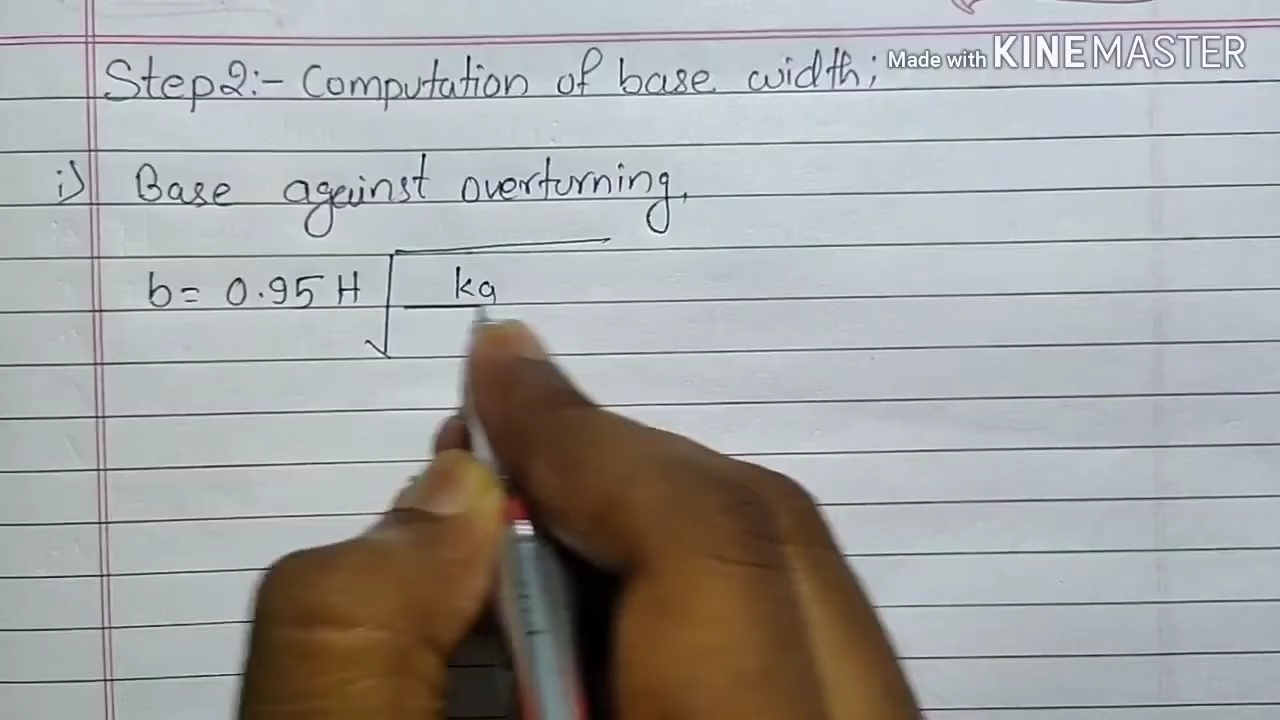 Made with KINEMASTER
Step2:- Computation of base width;
i) Base against overturning,
b = 0.95 H √ ka